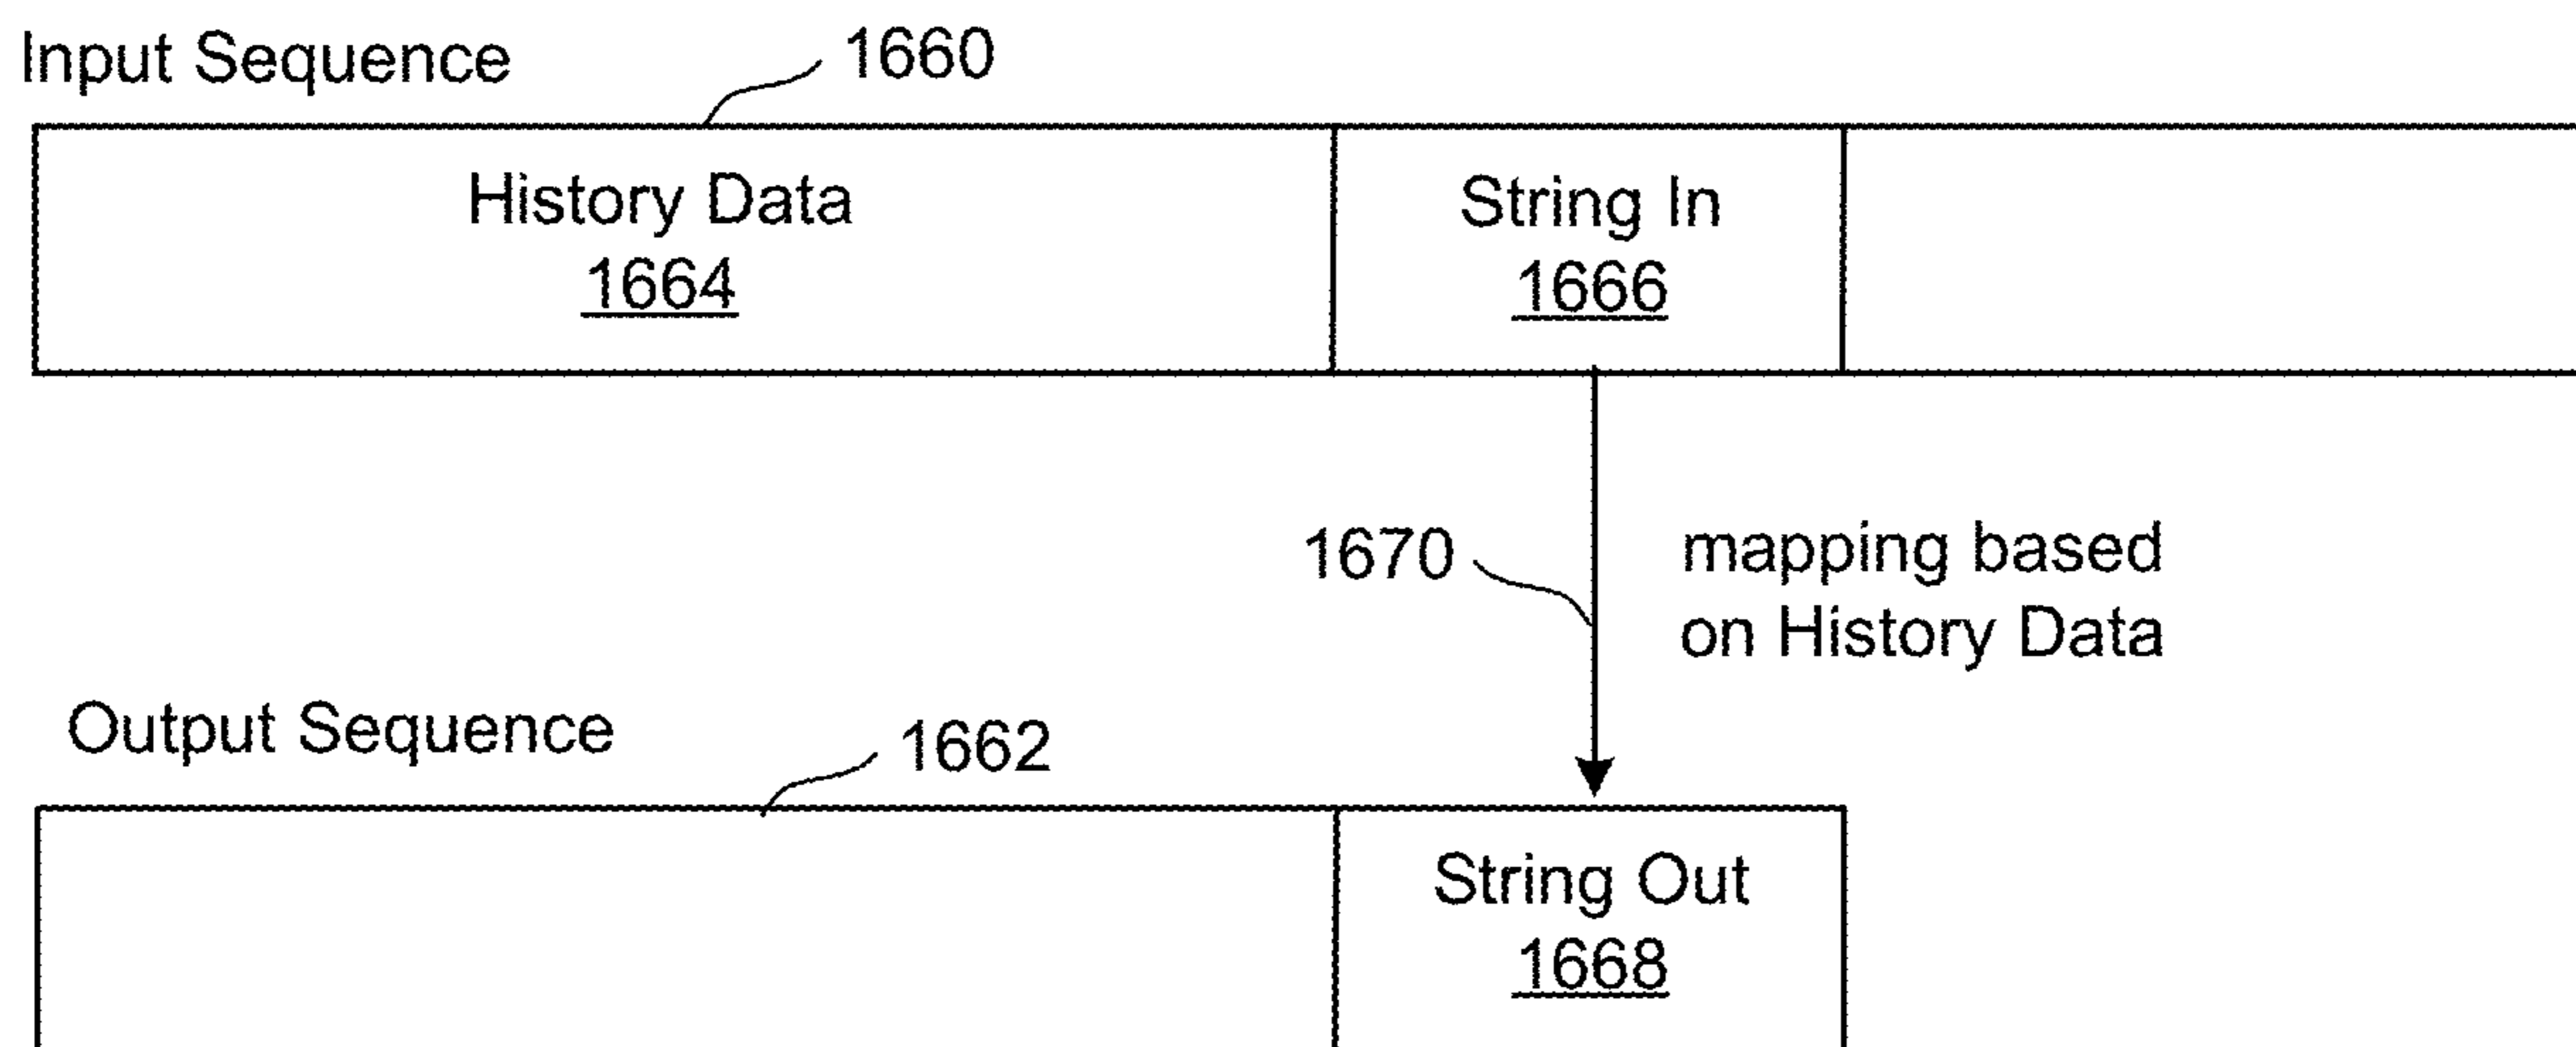 Input Sequence
1660
History Data
1664
String In
1666
1670
mapping based
on History Data
Output Sequence
1662
String Out
1668